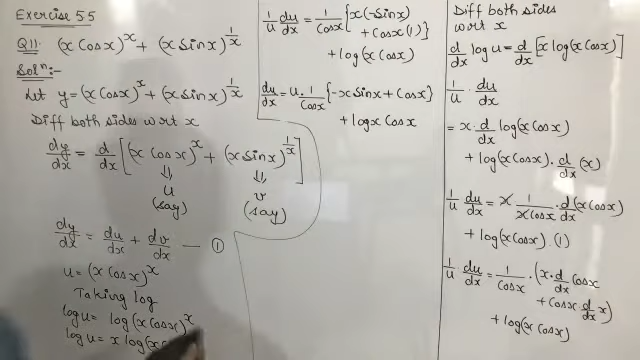 Exercise 5.5
Q11:- (x Cosx)^x + (x Sinx)^{1/x}
Solⁿ:-
Let y = (x Cosx)^x + (x Sinx)^{1/x}
Diff both sides wrt x
dy/dx = d/dx [(x Cosx)^x + (x Sinx)^{1/x}]
⇓ ⇓
u v
(say) (say)
dy/dx = du/dx + dv/dx — ①
u = (x Cosx)^x
Taking log
log u = log (x Cosx)^x
log u = x log (x
1/u du/dx = 1/Cosx {x(-Sinx)
+ Cosx (1)}
+ log (x Cosx)
du/dx = u · 1/Cosx {-x Sinx + Cosx}
+ log x Cosx
Diff both sides
wrt x
d/dx log u = d/dx [x log (x Cosx)]
1/u · du/dx
= x · d/dx log (x Cosx)
+ log (x Cosx) · d/dx (x)
1/u du/dx = x · 1/(x Cosx) · d/dx (x Cosx)
+ log (x Cosx) · (1)
1/u · du/dx = 1/Cosx · (x · d/dx Cosx
+ Cosx · d/dx x)
+ log (x Cosx)